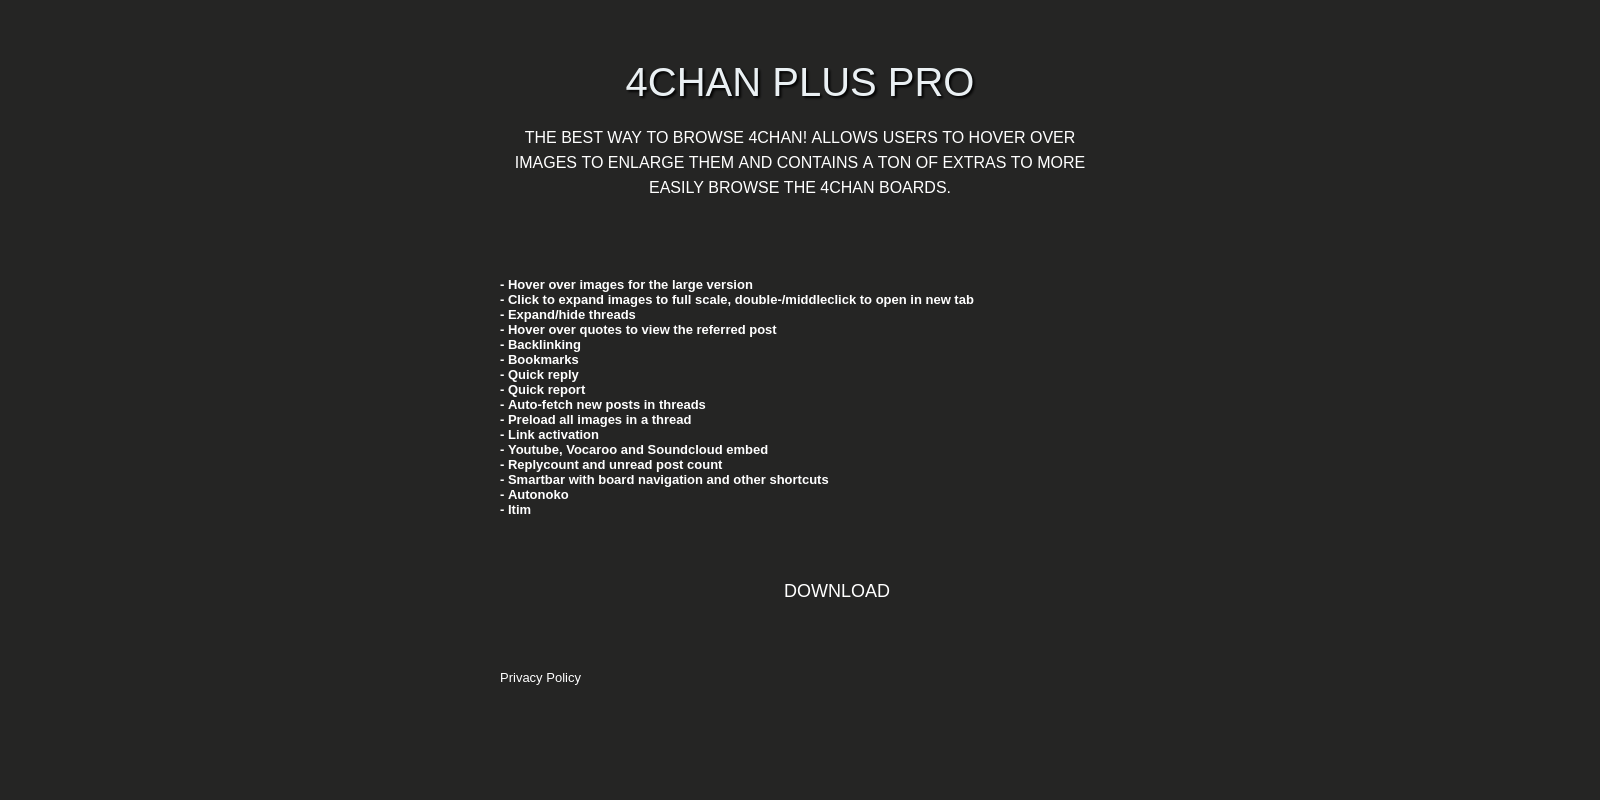 4CHAN PLUS PRO
THE BEST WAY TO BROWSE 4CHAN! ALLOWS USERS TO HOVER OVER
IMAGES TO ENLARGE THEM AND CONTAINS A TON OF EXTRAS TO MORE
EASILY BROWSE THE 4CHAN BOARDS.
- Hover over images for the large version
- Click to expand images to full scale, double-/middleclick to open in new tab
- Expand/hide threads
- Hover over quotes to view the referred post
- Backlinking
- Bookmarks
- Quick reply
- Quick report
- Auto-fetch new posts in threads
- Preload all images in a thread
- Link activation
- Youtube, Vocaroo and Soundcloud embed
- Replycount and unread post count
- Smartbar with board navigation and other shortcuts
- Autonoko
- Itim
DOWNLOAD
Privacy Policy